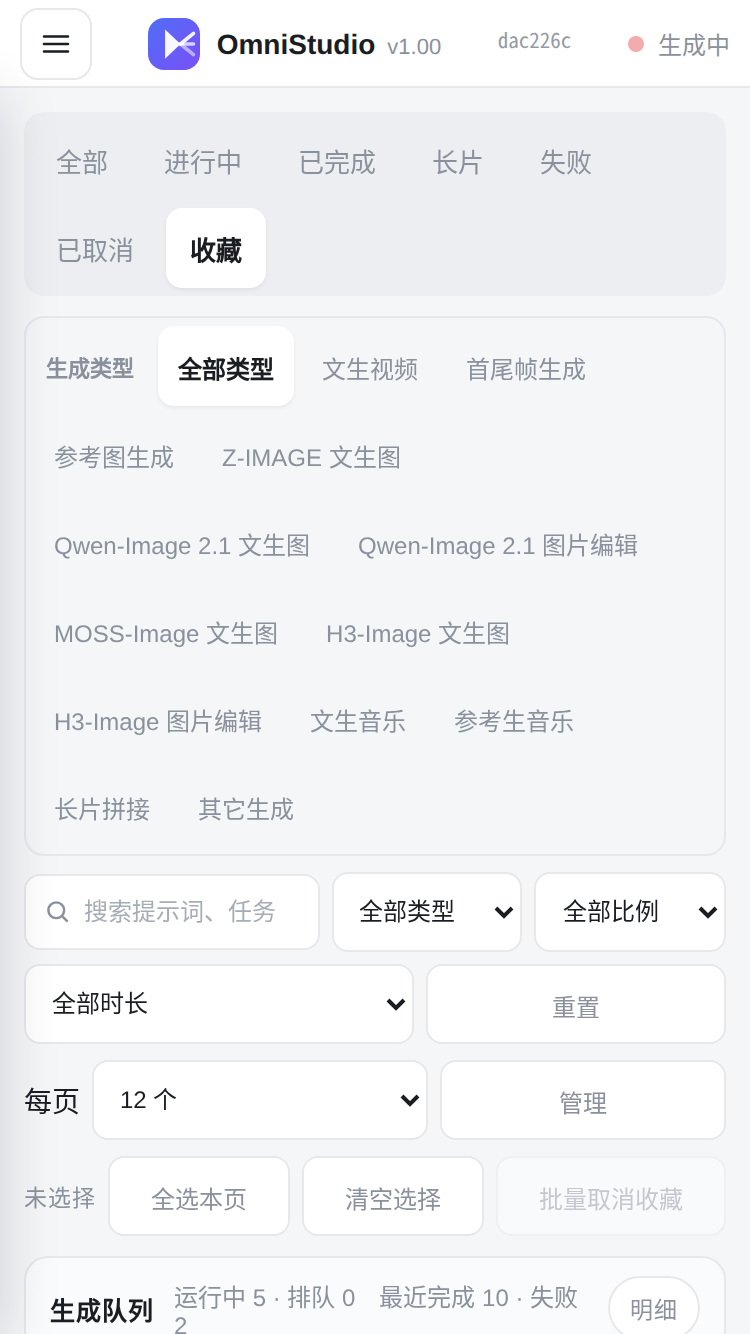 OmniStudio v1.00 dac226c 生成中
全部 进行中 已完成 长片 失败
已取消 收藏
生成类型 全部类型 文生视频 首尾帧生成
参考图生成 Z-IMAGE 文生图
Qwen-Image 2.1 文生图 Qwen-Image 2.1 图片编辑
MOSS-Image 文生图 H3-Image 文生图
H3-Image 图片编辑 文生音乐 参考生音乐
长片拼接 其它生成
搜索提示词、任务 全部类型 全部比例
全部时长 重置
每页 12 个 管理
未选择 全选本页 清空选择 批量取消收藏
生成队列 运行中 5 · 排队 0 最近完成 10 · 失败 明细
2